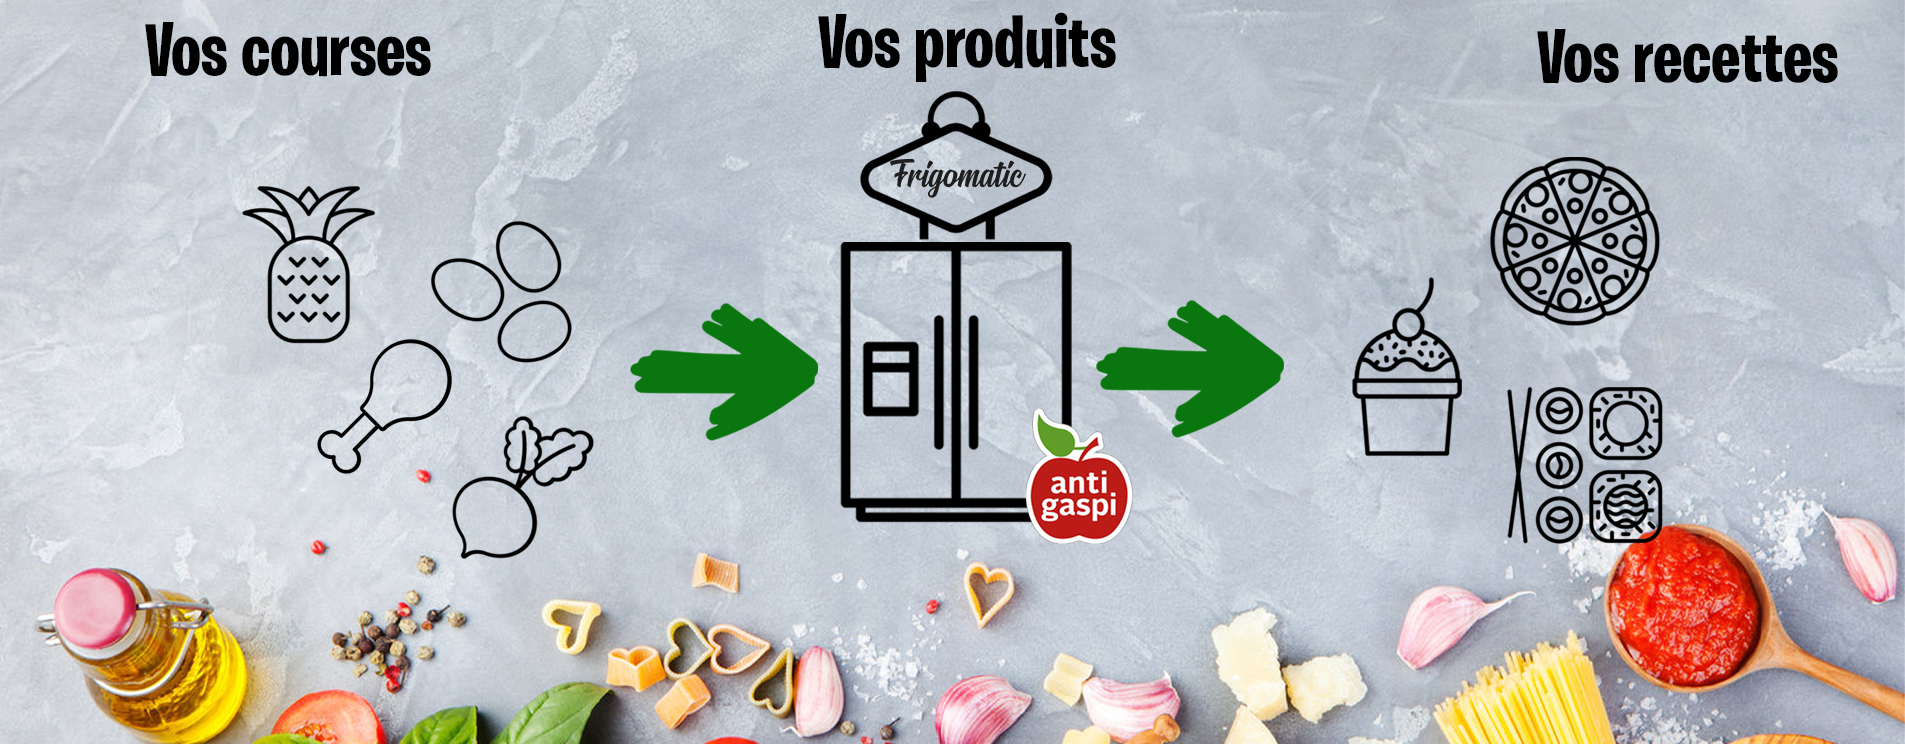 Vos courses
Vos produits
Vos recettes
Frigomatic
anti
gaspi